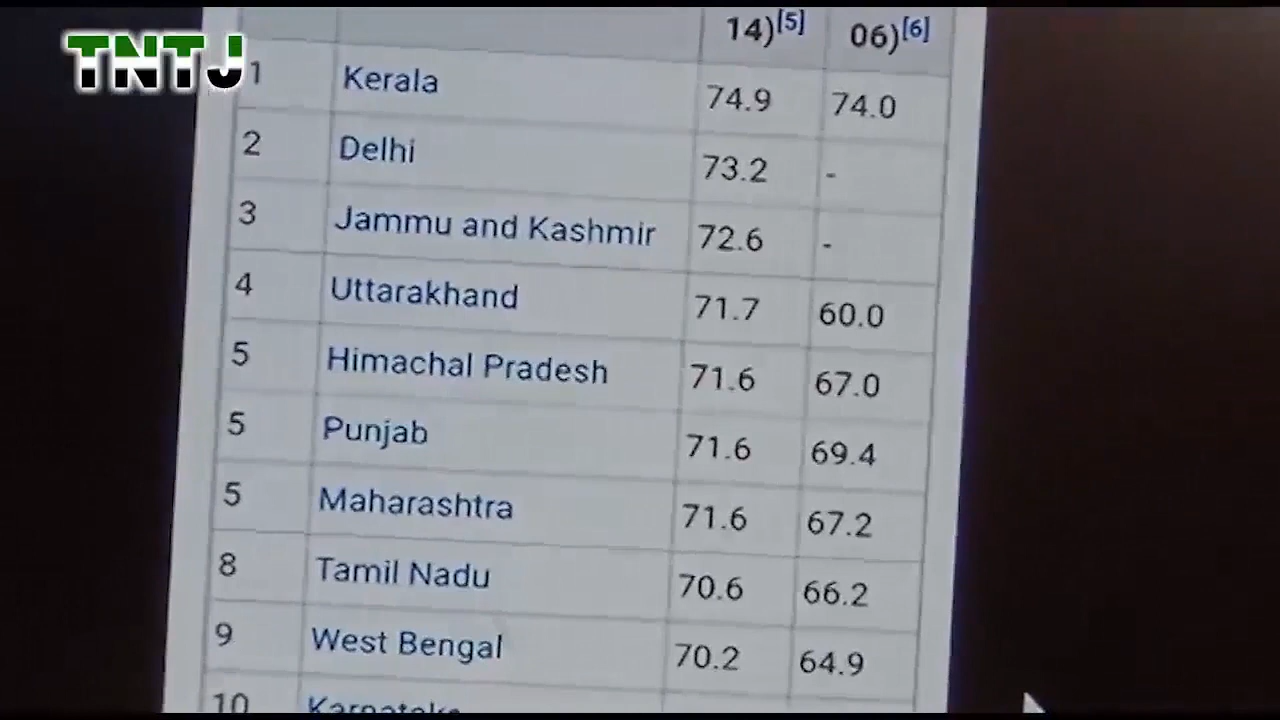 TNTJ
14)[5] 06)[6]
1 Kerala 74.9 74.0
2 Delhi 73.2 -
3 Jammu and Kashmir 72.6 -
4 Uttarakhand 71.7 60.0
5 Himachal Pradesh 71.6 67.0
5 Punjab 71.6 69.4
5 Maharashtra 71.6 67.2
8 Tamil Nadu 70.6 66.2
9 West Bengal 70.2 64.9
10